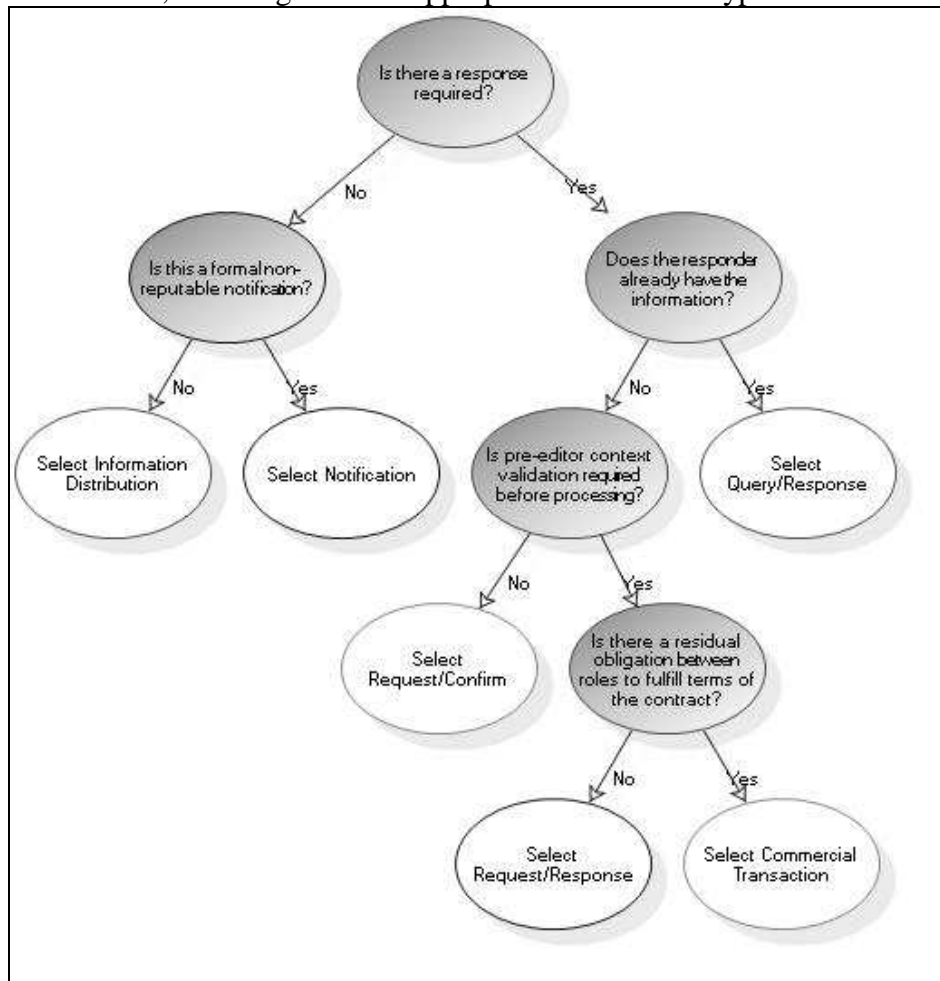 Is there a response
required?
No
Yes
Is this a formal non-
reputable notification?
Does the responder
already have the
information?
No
Yes
No
Yes
Select Information
Distribution
Select Notification
Is pre-editor context
validation required
before processing?
Select
Query/Response
No
Yes
Select
Request/Confirm
Is there a residual
obligation between
roles to fulfill terms of
the contract?
No
Yes
Select
Request/Response
Select Commercial
Transaction